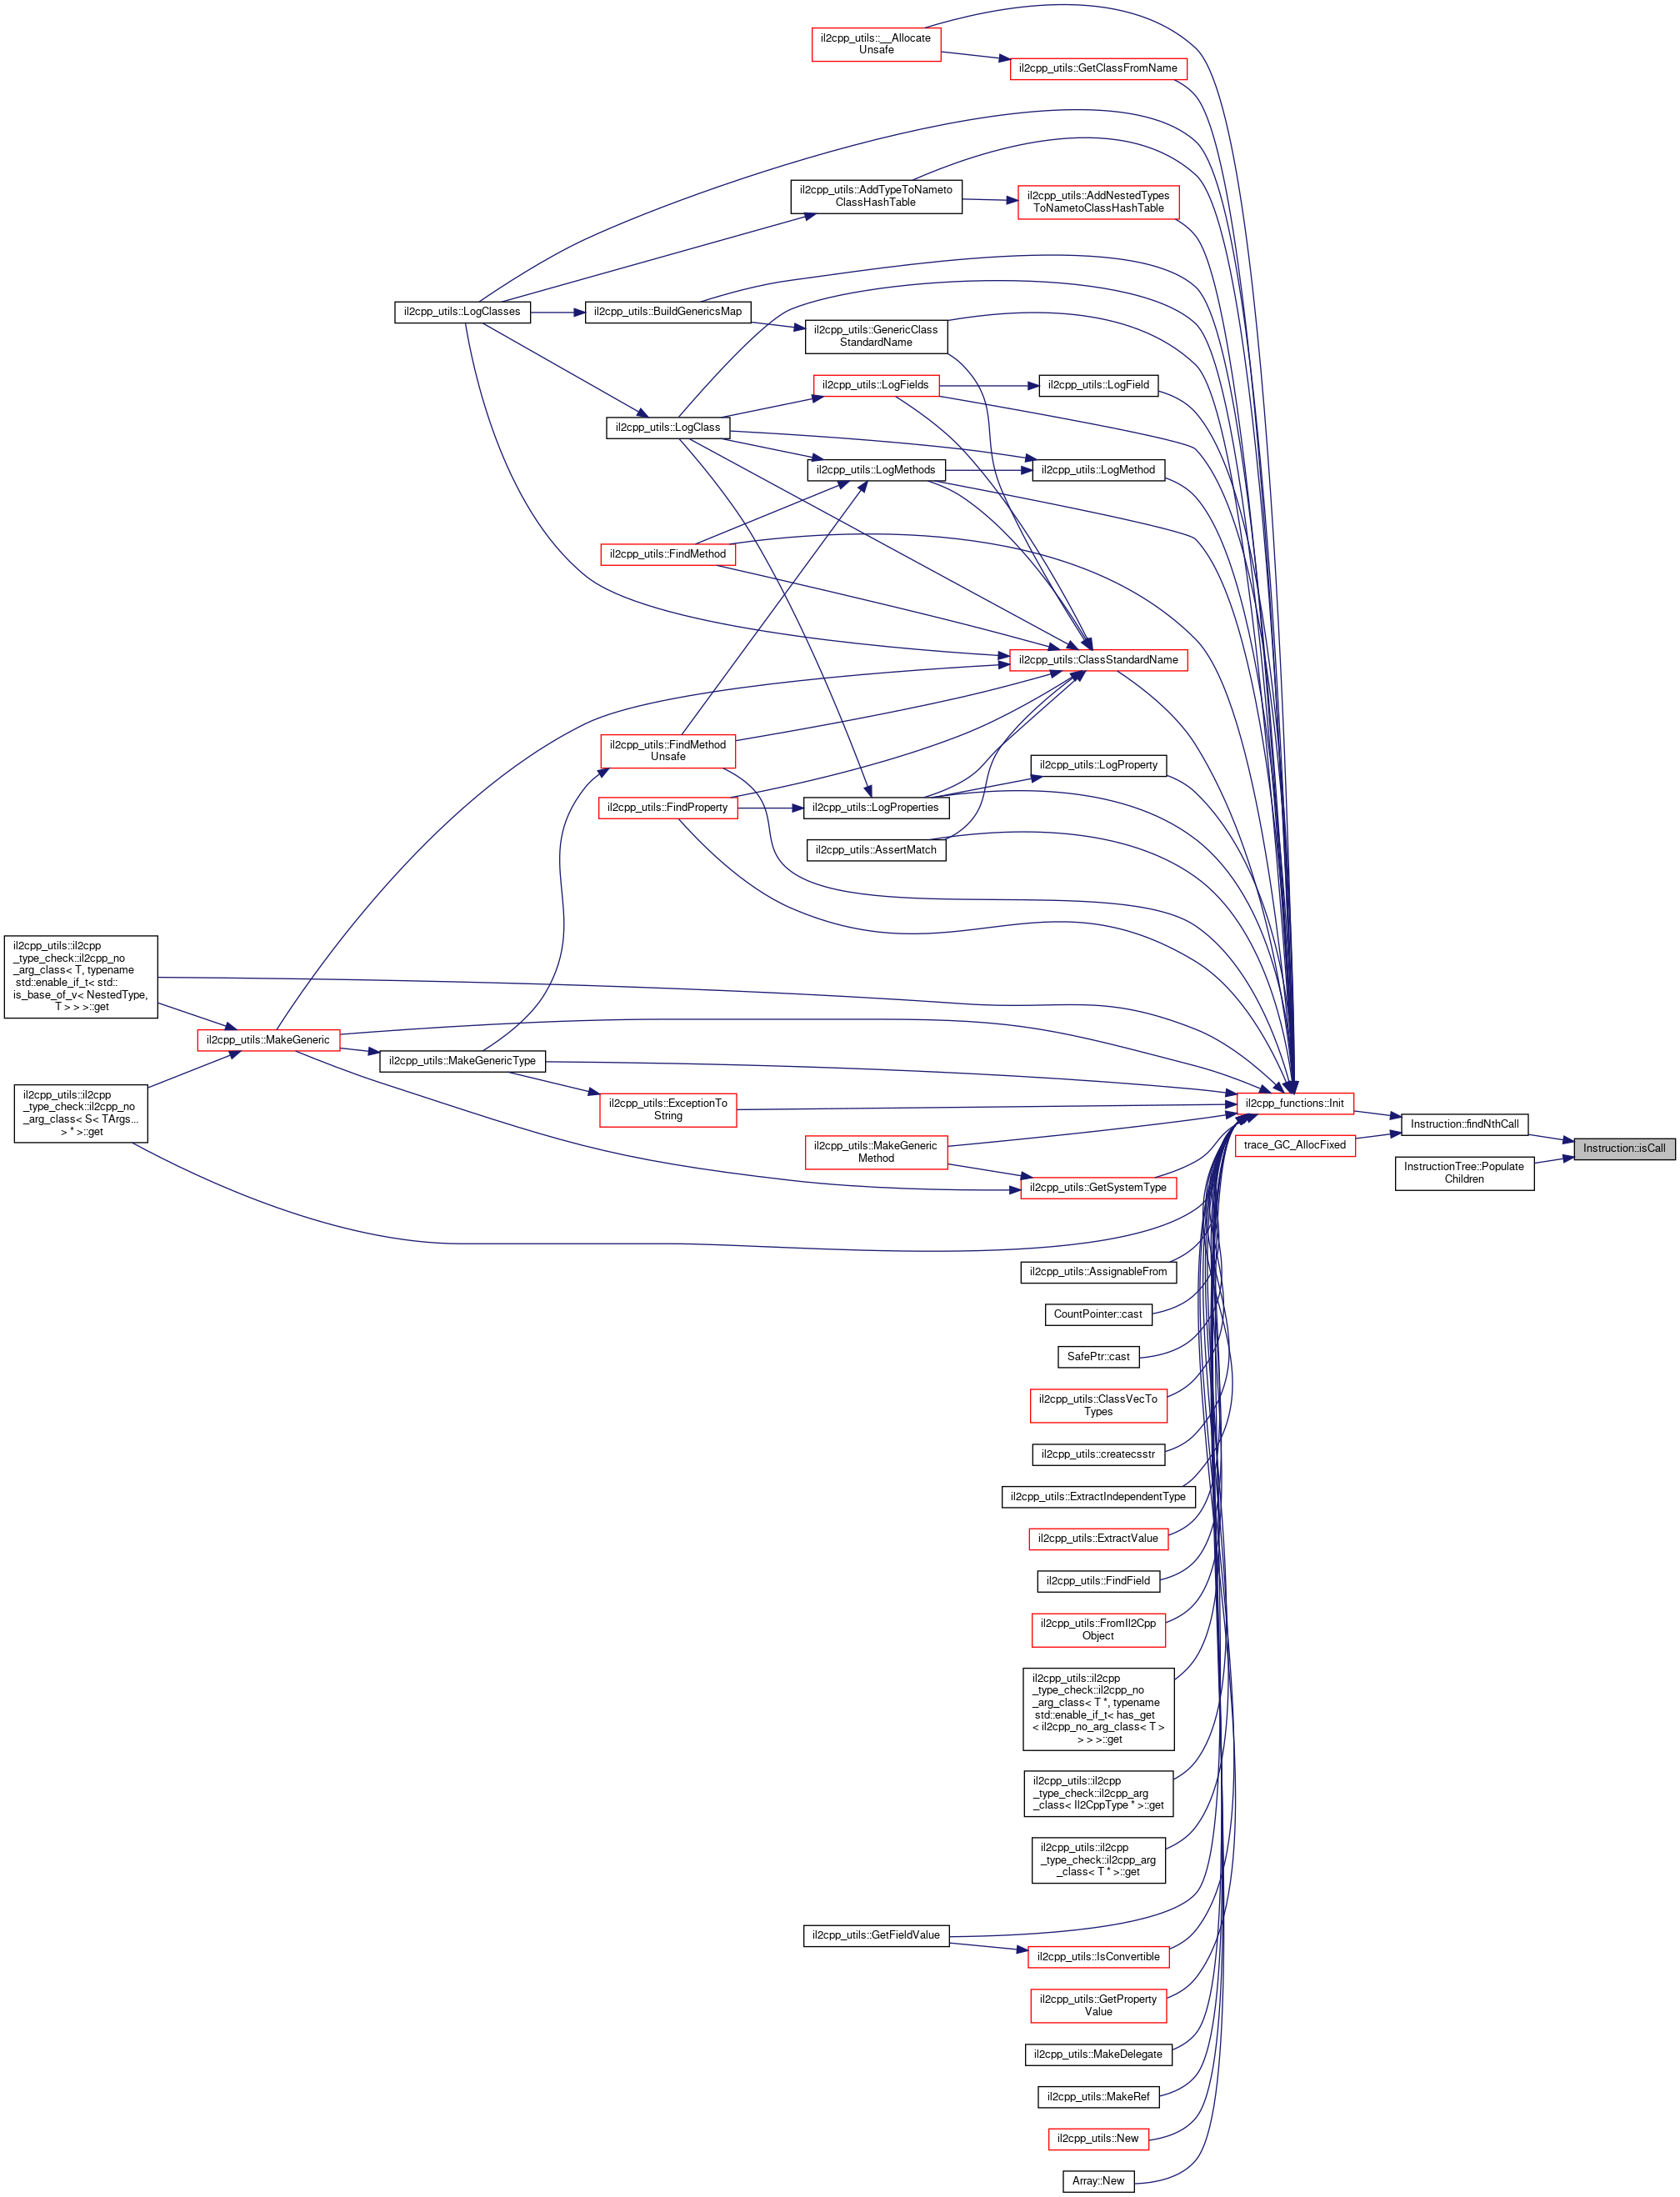 il2cpp_utils::__Allocate
Unsafe
il2cpp_utils::GetClassFromName
il2cpp_utils::AddTypeToNameto
ClassHashTable
il2cpp_utils::AddNestedTypes
ToNametoClassHashTable
il2cpp_utils::LogClasses
il2cpp_utils::BuildGenericsMap
il2cpp_utils::GenericClass
StandardName
il2cpp_utils::LogFields
il2cpp_utils::LogField
il2cpp_utils::LogClass
il2cpp_utils::LogMethods
il2cpp_utils::LogMethod
il2cpp_utils::FindMethod
il2cpp_utils::ClassStandardName
il2cpp_utils::FindMethod
Unsafe
il2cpp_utils::LogProperty
il2cpp_utils::FindProperty
il2cpp_utils::LogProperties
il2cpp_utils::AssertMatch
il2cpp_utils::il2cpp
_type_check::il2cpp_no
_arg_class< T, typename
std::enable_if_t< std::
is_base_of_v< NestedType,
T > > >::get
il2cpp_utils::MakeGeneric
il2cpp_utils::MakeGenericType
il2cpp_utils::il2cpp
_type_check::il2cpp_no
_arg_class< S< TArgs...
> * >::get
il2cpp_utils::ExceptionTo
String
il2cpp_functions::Init
Instruction::findNthCall
Instruction::isCall
il2cpp_utils::MakeGeneric
Method
trace_GC_AllocFixed
InstructionTree::Populate
Children
il2cpp_utils::GetSystemType
il2cpp_utils::AssignableFrom
CountPointer::cast
SafePtr::cast
il2cpp_utils::ClassVecTo
Types
il2cpp_utils::createcsstr
il2cpp_utils::ExtractIndependentType
il2cpp_utils::ExtractValue
il2cpp_utils::FindField
il2cpp_utils::FromIl2Cpp
Object
il2cpp_utils::il2cpp
_type_check::il2cpp_no
_arg_class< T *, typename
std::enable_if_t< has_get
< il2cpp_no_arg_class< T >
> > >::get
il2cpp_utils::il2cpp
_type_check::il2cpp_arg
_class< Il2CppType * >::get
il2cpp_utils::il2cpp
_type_check::il2cpp_arg
_class< T * >::get
il2cpp_utils::GetFieldValue
il2cpp_utils::IsConvertible
il2cpp_utils::GetProperty
Value
il2cpp_utils::MakeDelegate
il2cpp_utils::MakeRef
il2cpp_utils::New
Array::New